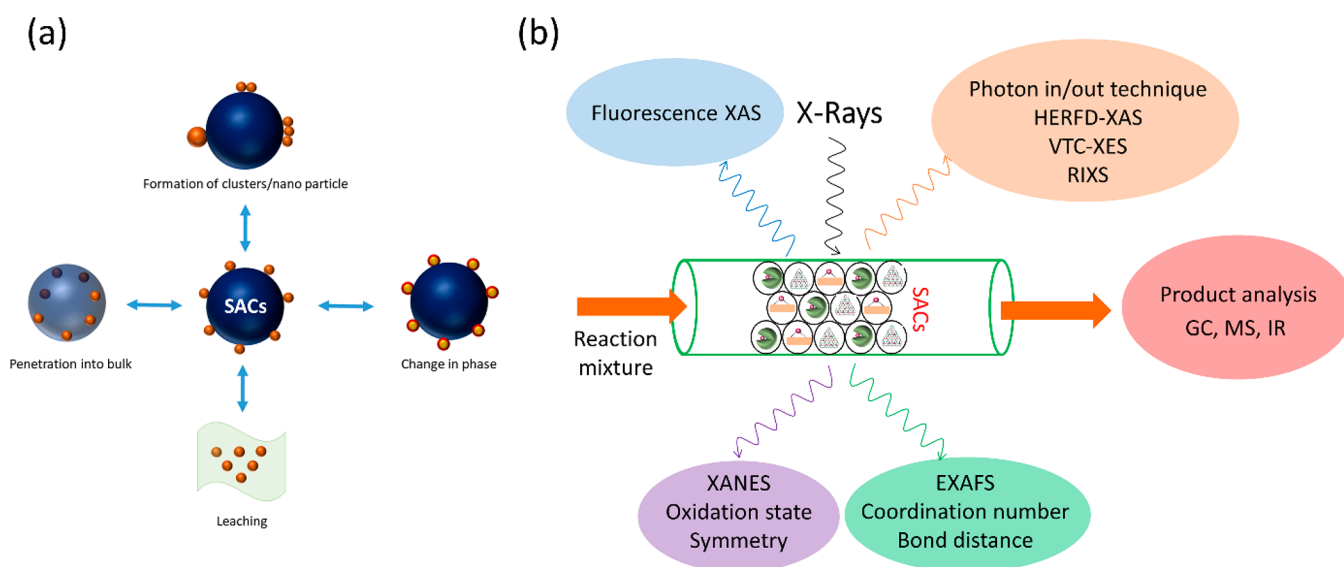 (a)
Formation of clusters/nano particle
SACs
Penetration into bulk
Change in phase
Leaching
(b)
Fluorescence XAS
X-Rays
Photon in/out technique
HERFD-XAS
VTC-XES
RIXS
SACs
Reaction
mixture
Product analysis
GC, MS, IR
XANES
Oxidation state
Symmetry
EXAFS
Coordination number
Bond distance